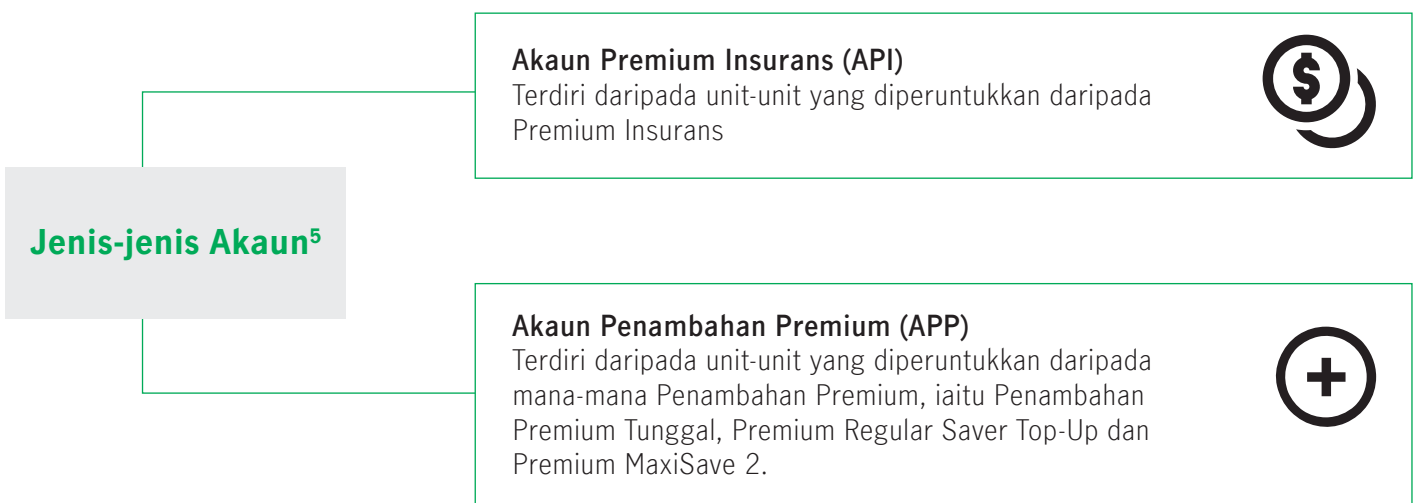 Akaun Premium Insurans (API)
Terdiri daripada unit-unit yang diperuntukkan daripada
Premium Insurans
$
Jenis-jenis Akaun⁵
Akaun Penambahan Premium (APP)
Terdiri daripada unit-unit yang diperuntukkan daripada
mana-mana Penambahan Premium, iaitu Penambahan
Premium Tunggal, Premium Regular Saver Top-Up dan
Premium MaxiSave 2.
+